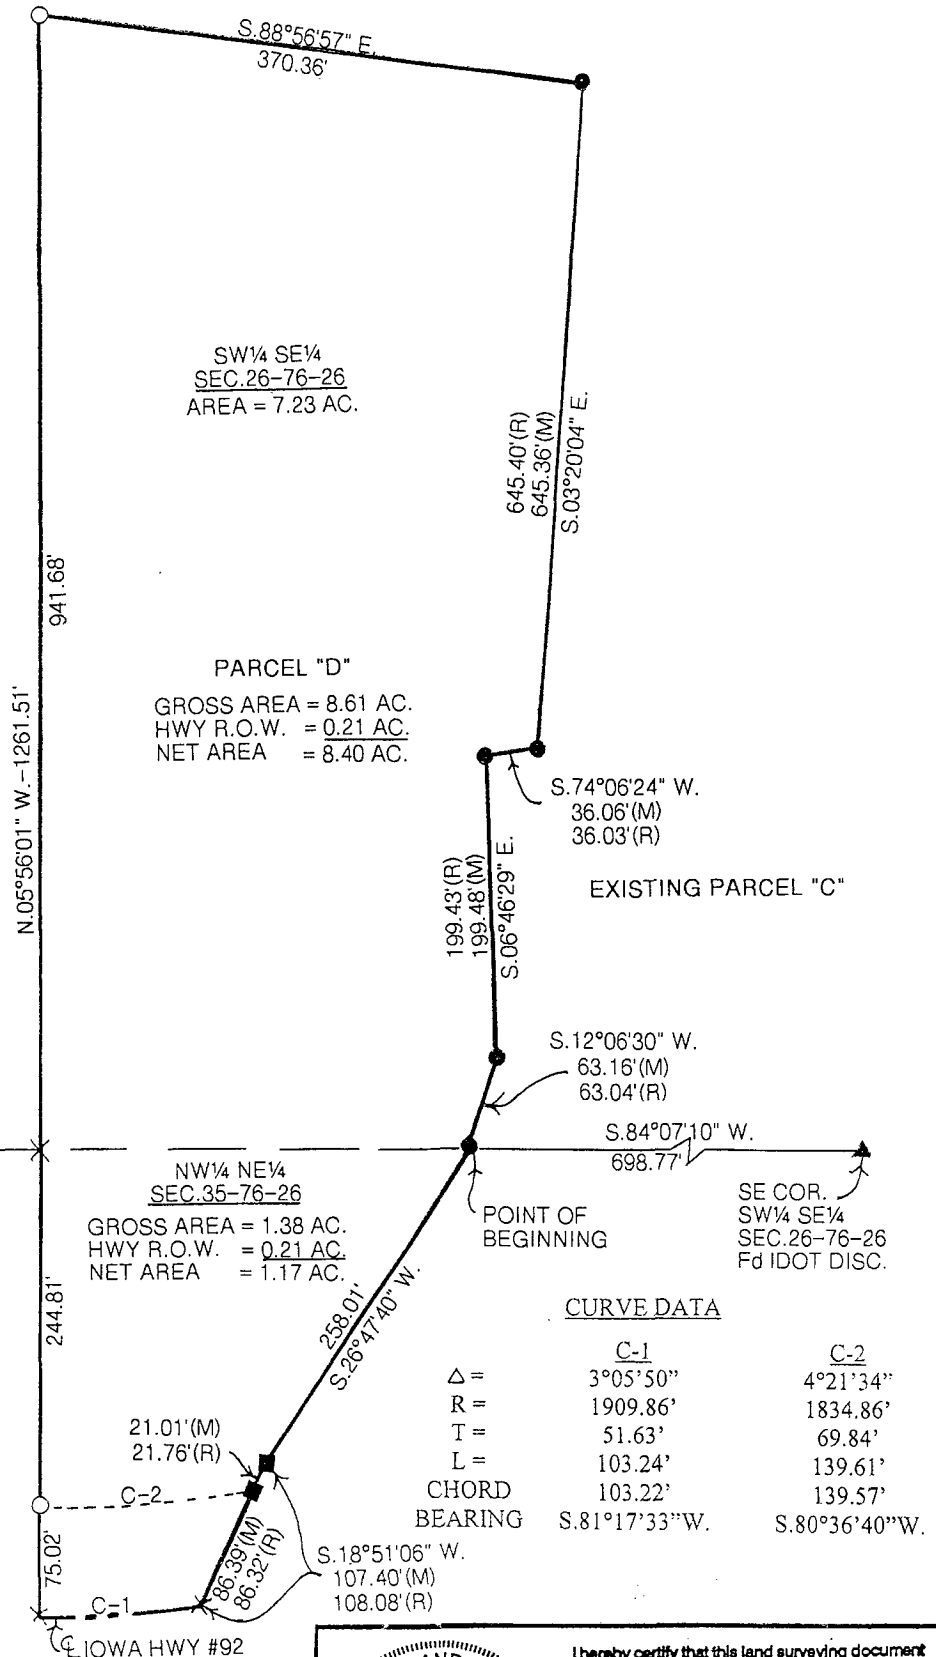 S.88°56'57" E.
370.36'
SW¼ SE¼
SEC.26-76-26
AREA = 7.23 AC.
645.40'(R)
645.36'(M)
S.03°20'04" E.
941.68'
N.05°56'01" W.-1261.51'
PARCEL "D"
GROSS AREA = 8.61 AC.
HWY R.O.W. = 0.21 AC.
NET AREA = 8.40 AC.
S.74°06'24" W.
36.06'(M)
36.03'(R)
199.43'(R)
199.48'(M)
S.06°46'29" E.
EXISTING PARCEL "C"
S.12°06'30" W.
63.16'(M)
63.04'(R)
S.84°07'10" W.
698.77'
NW¼ NE¼
SEC.35-76-26
GROSS AREA = 1.38 AC.
HWY R.O.W. = 0.21 AC.
NET AREA = 1.17 AC.
POINT OF
BEGINNING
SE COR.
SW¼ SE¼
SEC.26-76-26
Fd IDOT DISC.
244.81'
258.01'
S.26°47'40" W.
CURVE DATA
C-1 C-2
△ = 3°05'50" 4°21'34"
R = 1909.86' 1834.86'
T = 51.63' 69.84'
L = 103.24' 139.61'
CHORD 103.22' 139.57'
BEARING S.81°17'33"W. S.80°36'40"W.
21.01'(M)
21.76'(R)
C-2
75.02'
86.39'(M)
86.32'(R)
S.18°51'06" W.
107.40'(M)
108.08'(R)
C-1
℄ IOWA HWY #92
AND
I hereby certify that this land surveying document